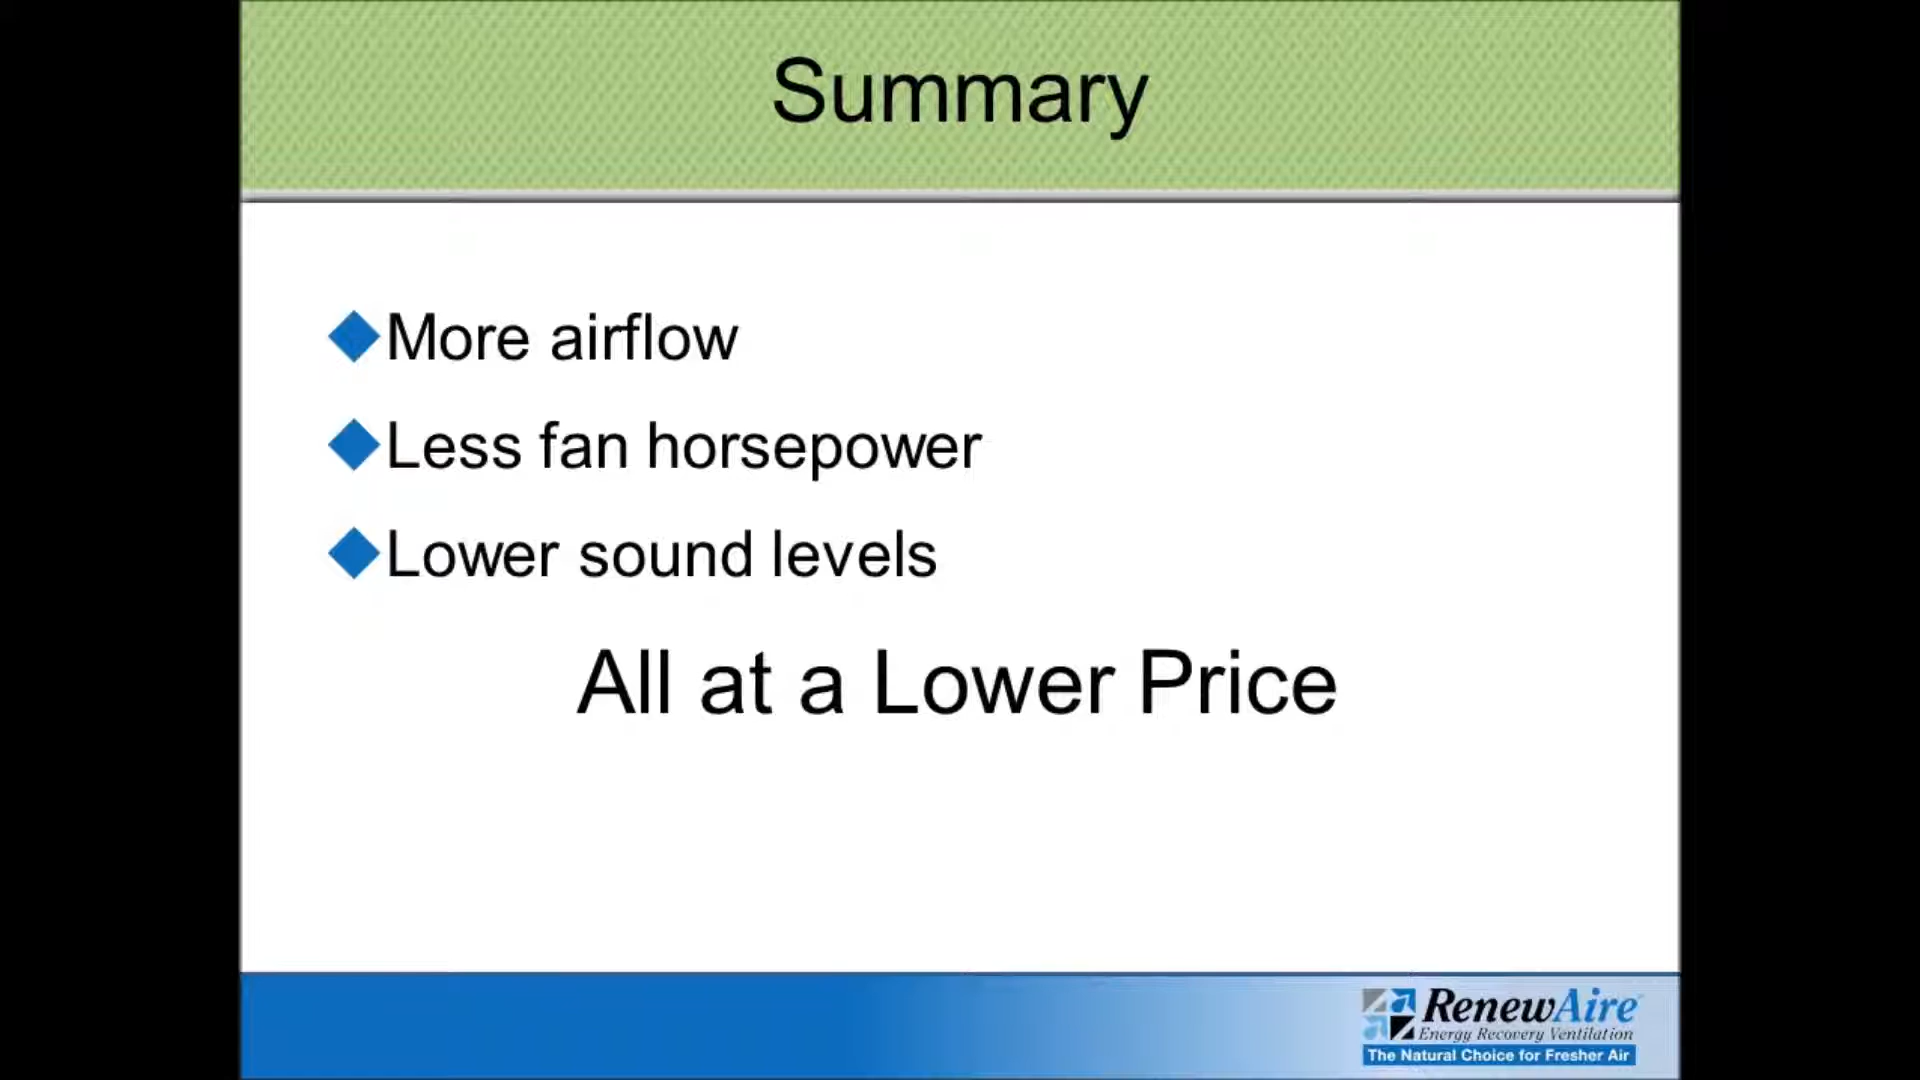 Summary
More airflow
Less fan horsepower
Lower sound levels
All at a Lower Price
RenewAire
Energy Recovery Ventilation
The Natural Choice for Fresher Air